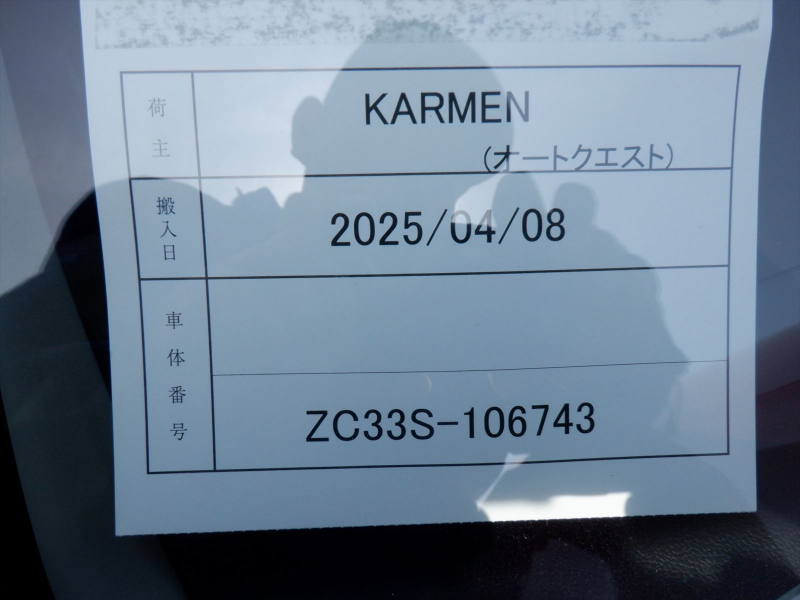 荷主
KARMEN
(オートクエスト)
搬入日
2025/04/08
車体番号
ZC33S-106743